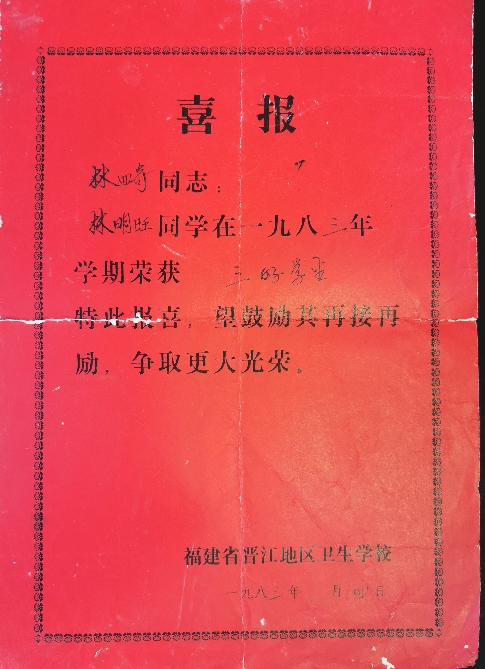 喜报
林 同志：
林明旺同学在一九八三年
学期荣获 三好学生
特此报喜，望鼓励其再接再
励，争取更大光荣。
福建省晋江地区卫生学校
一九八三年 月 日